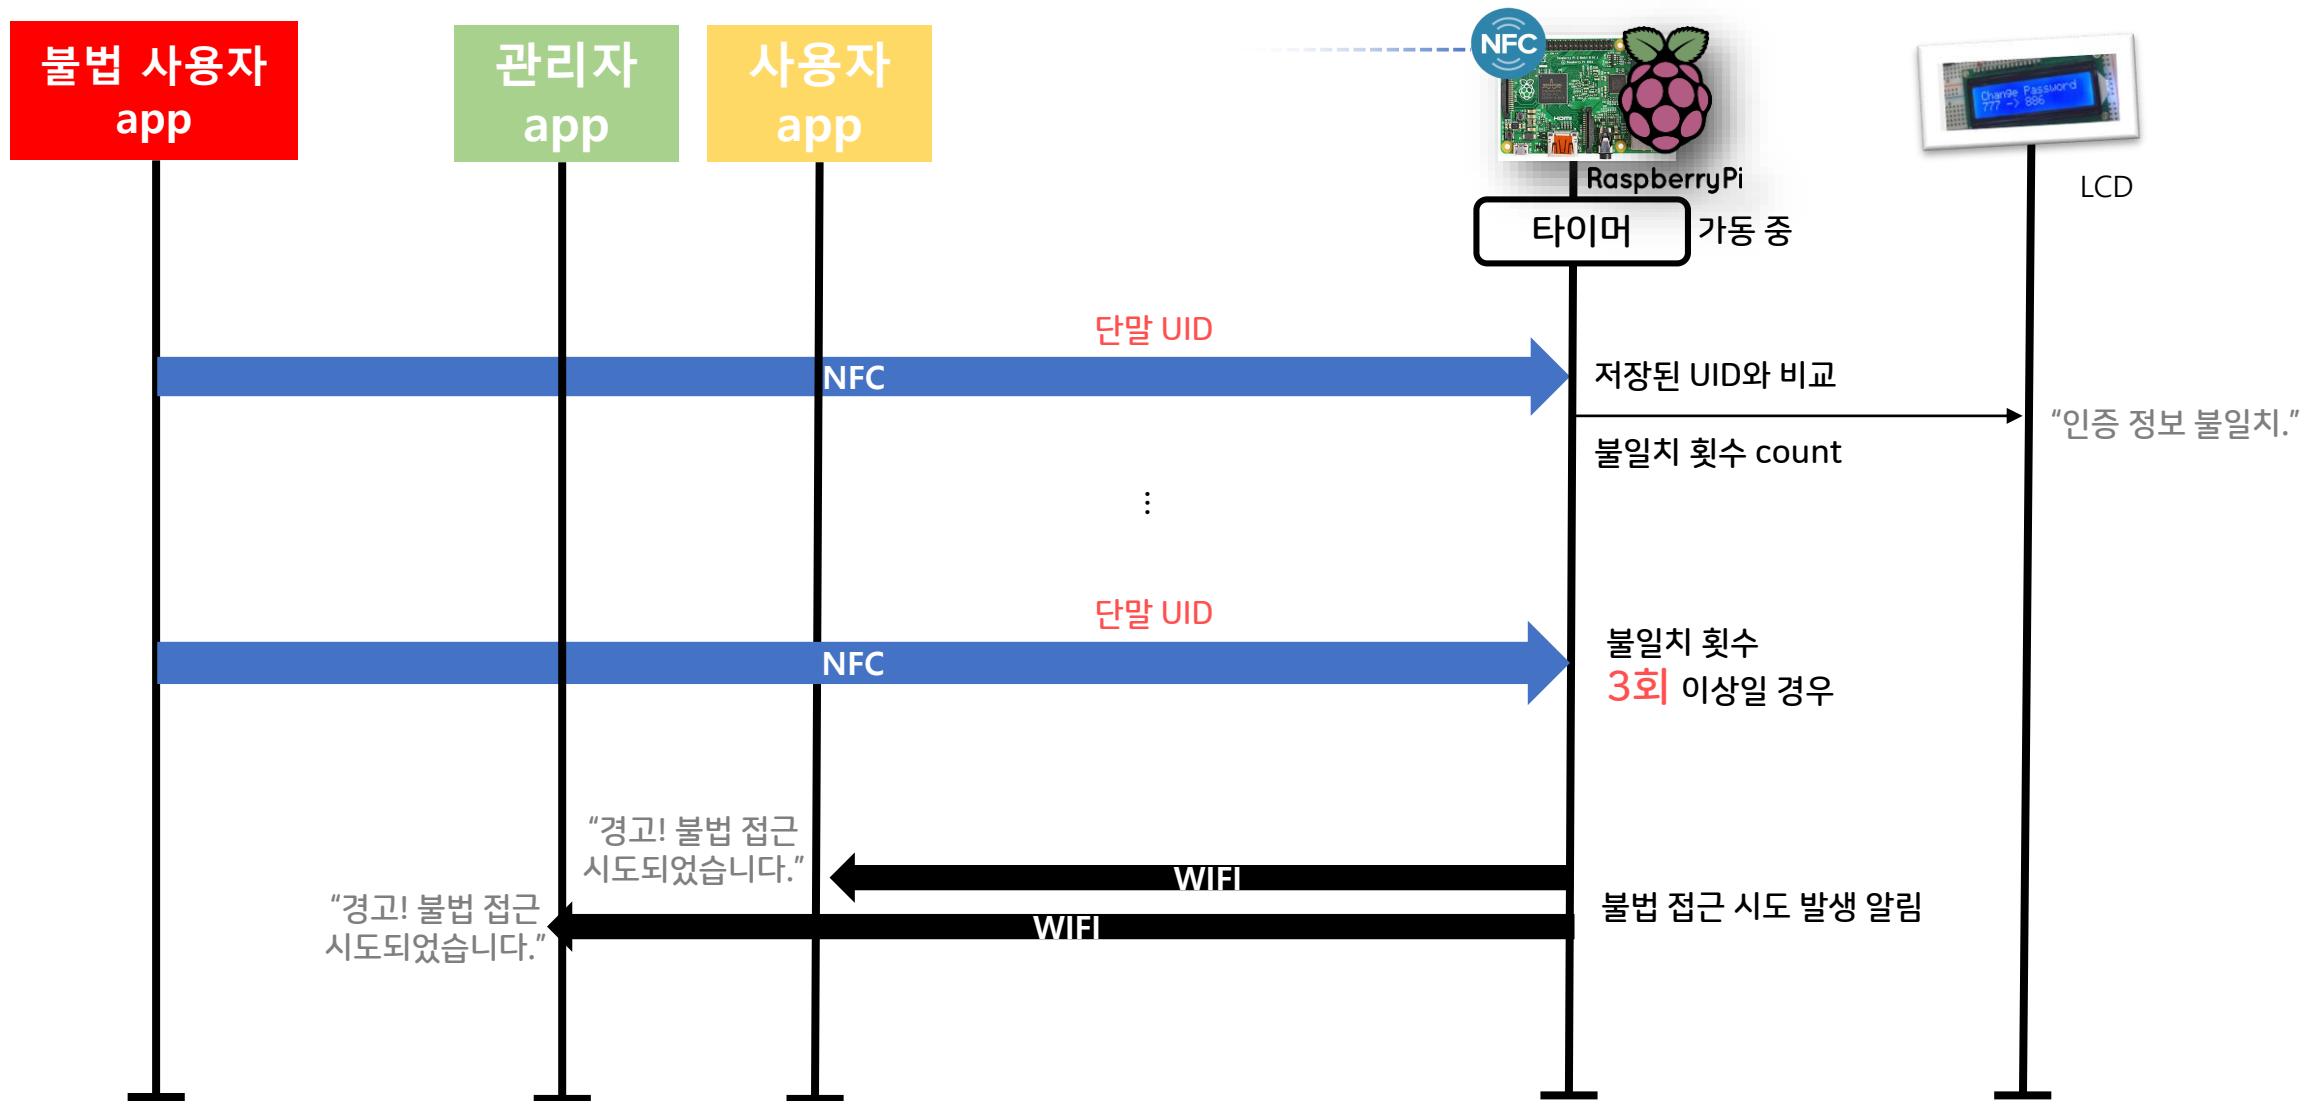 불법 사용자
app
관리자
app
사용자
app
NFC
RaspberryPi
Change Password
777 -> 886
LCD
타이머
가동 중
단말 UID
NFC
저장된 UID와 비교
"인증 정보 불일치."
불일치 횟수 count
⋮
단말 UID
NFC
불일치 횟수
3회 이상일 경우
"경고! 불법 접근
시도되었습니다."
WIFI
"경고! 불법 접근
시도되었습니다."
WIFI
불법 접근 시도 발생 알림